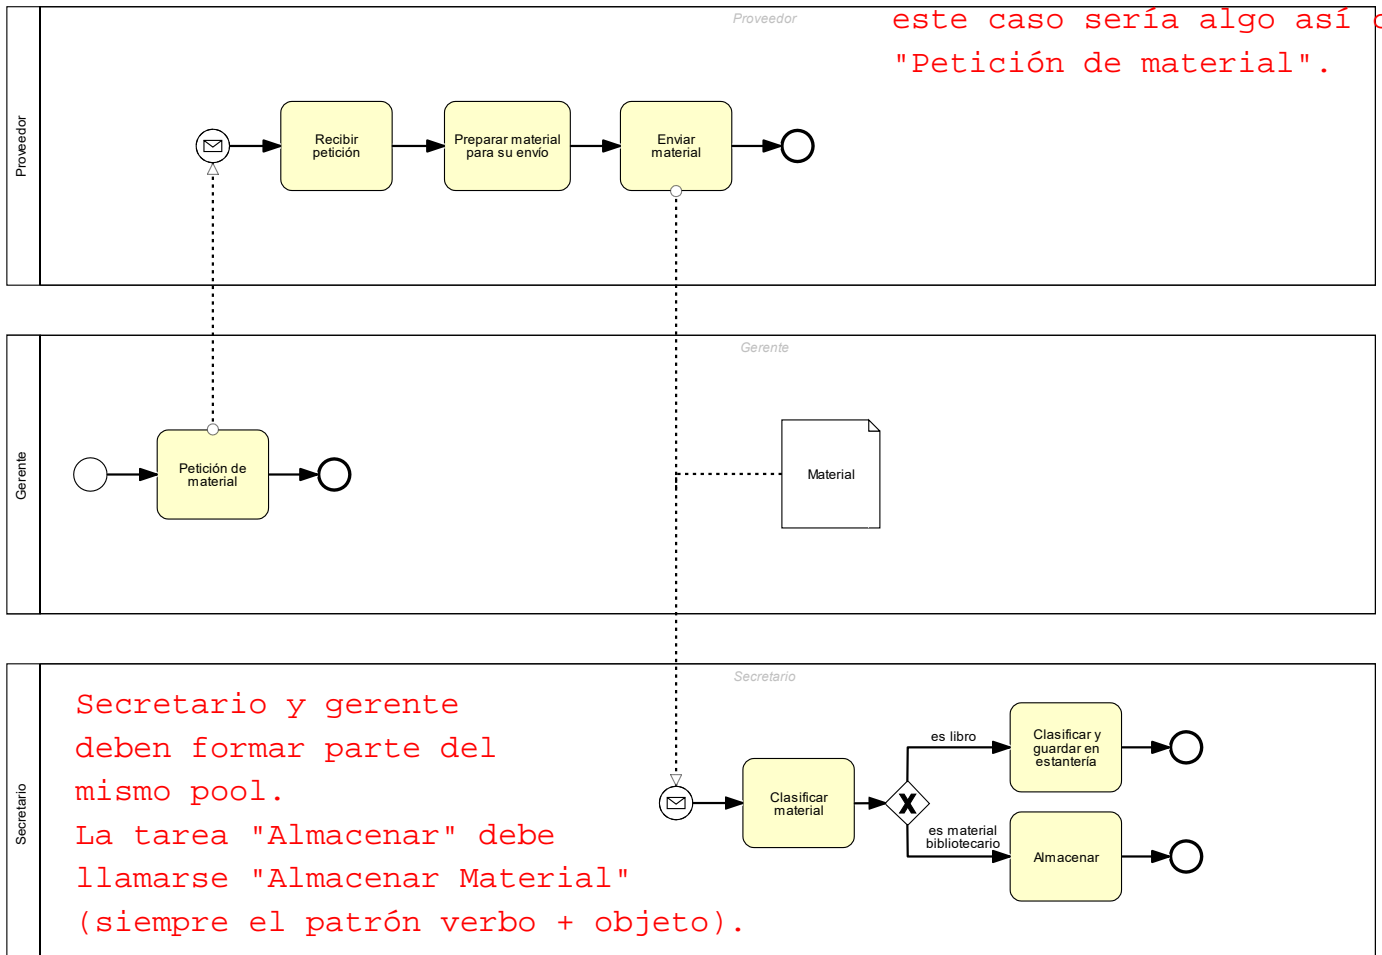 Proveedor
este caso sería algo así
"Petición de material".
Proveedor
Recibir
petición
Preparar material
para su envío
Enviar
material
Gerente
Gerente
Petición de
material
Material
Secretario
Secretario
Secretario y gerente
deben formar parte del
mismo pool.
La tarea "Almacenar" debe
llamarse "Almacenar Material"
(siempre el patrón verbo + objeto).
Clasificar
material
es libro
Clasificar y
guardar en
estantería
es material
bibliotecario
Almacenar